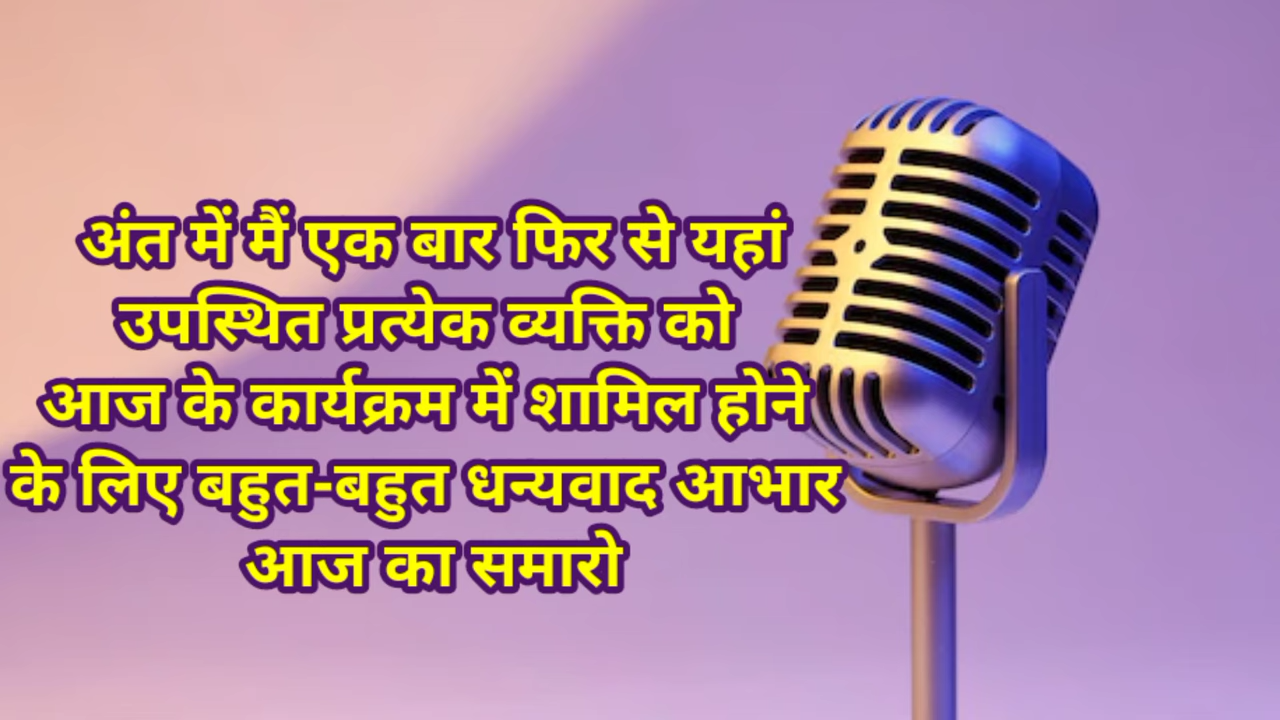 अंत में मैं एक बार फिर से यहां
उपस्थित प्रत्येक व्यक्ति को
आज के कार्यक्रम में शामिल होने
के लिए बहुत-बहुत धन्यवाद आभार
आज का समारो